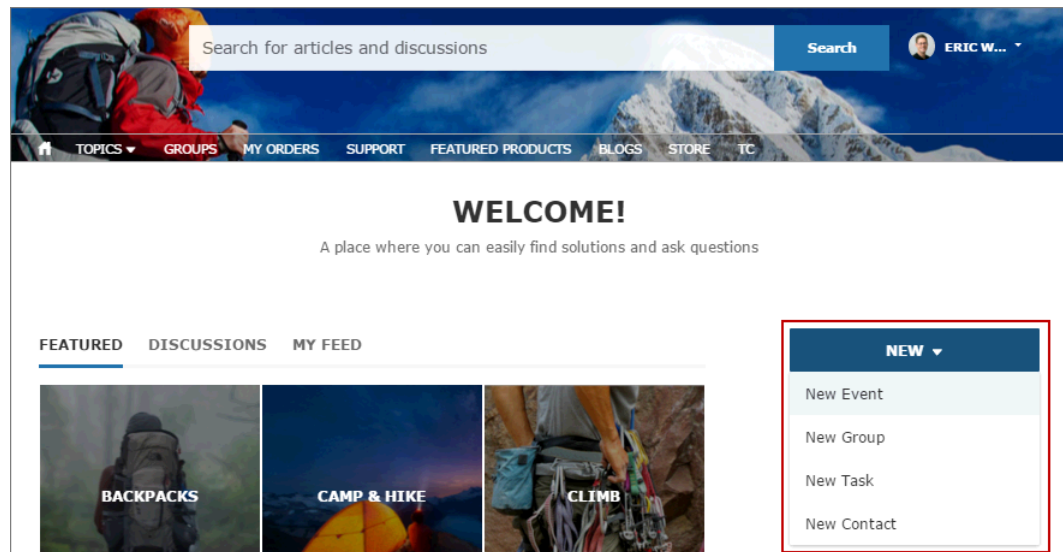 Search for articles and discussions
Search
ERIC W...
TOPICS GROUPS MY ORDERS SUPPORT FEATURED PRODUCTS BLOGS STORE TC
WELCOME!
A place where you can easily find solutions and ask questions
FEATURED DISCUSSIONS MY FEED
NEW
New Event
New Group
New Task
New Contact
BACKPACKS CAMP & HIKE CLIMB